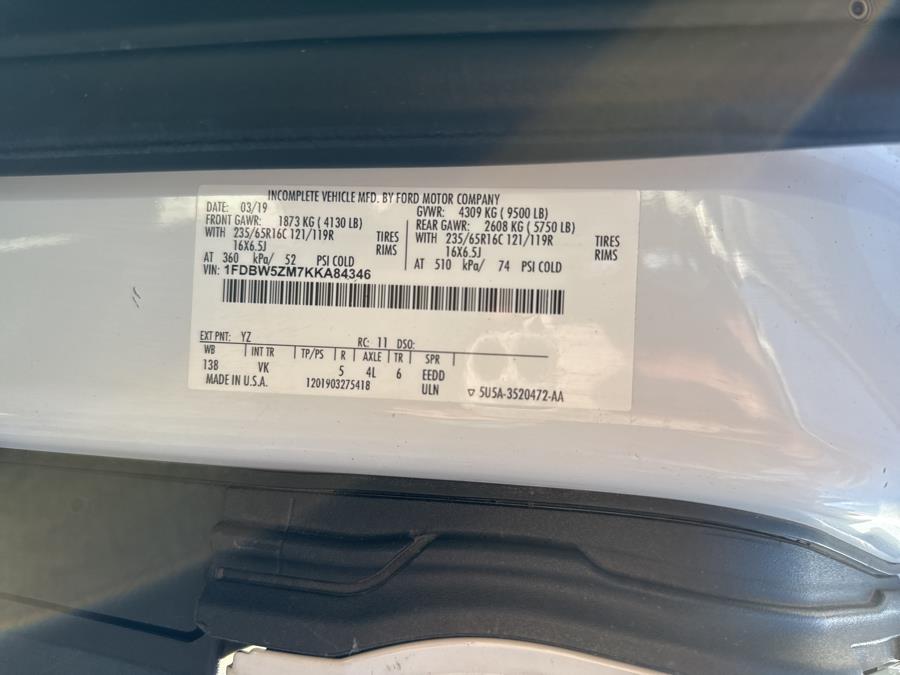 INCOMPLETE VEHICLE MFD. BY FORD MOTOR COMPANY
DATE: 03/19 GVWR: 4309 KG ( 9500 LB)
FRONT GAWR: 1873 KG ( 4130 LB) REAR GAWR: 2608 KG ( 5750 LB)
WITH 235/65R16C 121/119R TIRES WITH 235/65R16C 121/119R TIRES
16X6.5J RIMS 16X6.5J RIMS
AT 360 kPa/ 52 PSI COLD AT 510 kPa/ 74 PSI COLD
VIN: 1FDBW5ZM7KKA84346
EXT PNT: YZ RC: 11 DSO:
WB INT TR TP/PS R AXLE TR SPR
138 VK 5 4L 6 EEDD
MADE IN U.S.A. 1201903275418 ULN ▽ 5U5A-3520472-AA